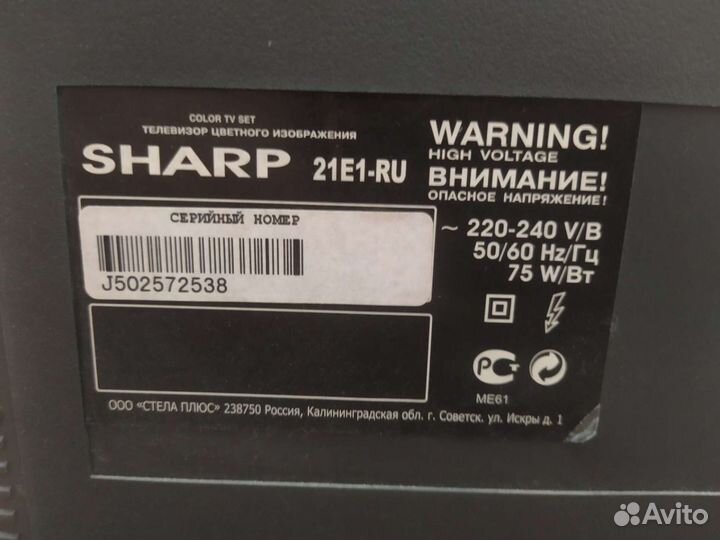 COLOR TV SET
ТЕЛЕВИЗОР ЦВЕТНОГО ИЗОБРАЖЕНИЯ
SHARP 21E1-RU
СЕРИЙНЫЙ НОМЕР
J502572538
WARNING!
HIGH VOLTAGE
ВНИМАНИЕ!
ОПАСНОЕ НАПРЯЖЕНИЕ!
~ 220-240 V/В
50/60 Hz/Гц
75 W/Вт
РСТ
ME61
ООО «СТЕЛА ПЛЮС» 238750 Россия, Калининградская обл. г. Советск. ул. Искры д. 1
Avito